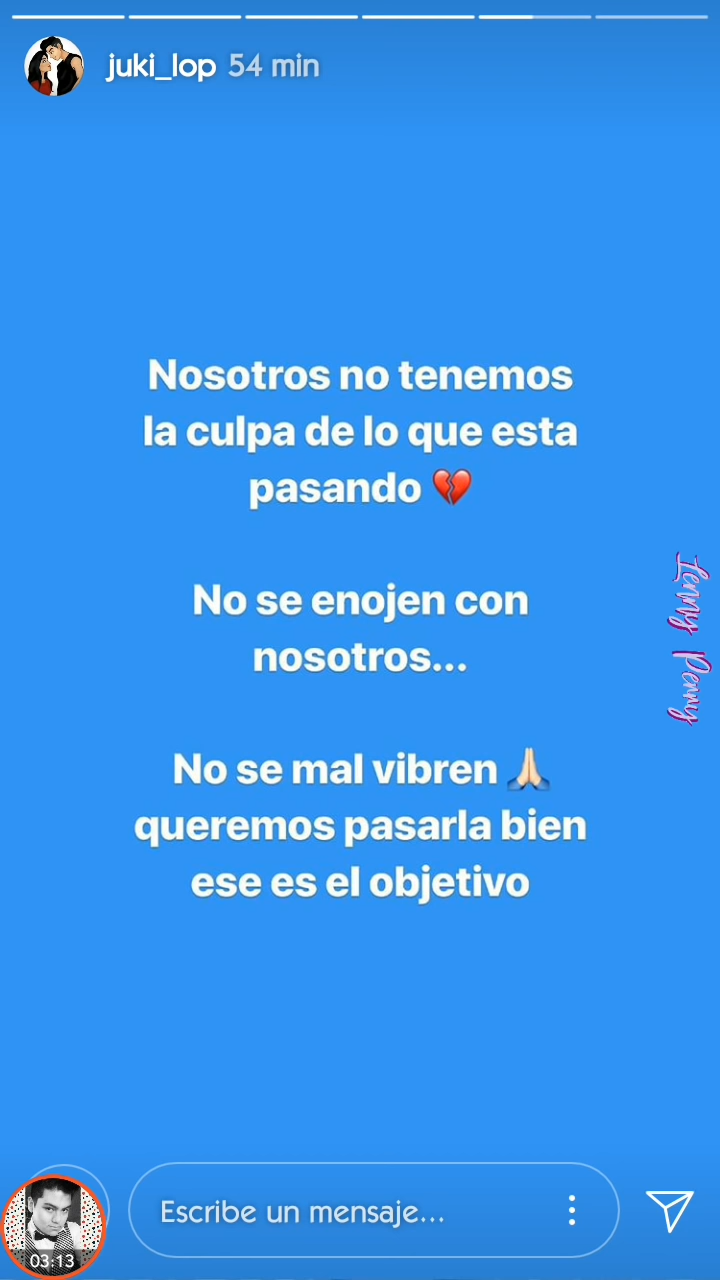 juki_lop 54 min
Nosotros no tenemos
la culpa de lo que esta
pasando 💔
No se enojen con
nosotros...
No se mal vibren 🙏🏻
queremos pasarla bien
ese es el objetivo
Lenny Penny
Escribe un mensaje...
03:13